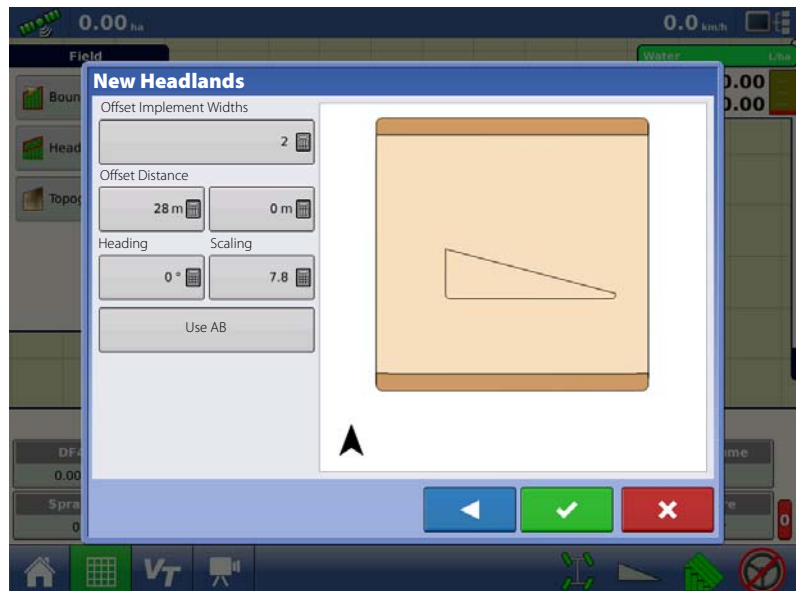 0.00 ha
0.0 km/h
Field
Water L/ha
New Headlands
Offset Implement Widths
2
Offset Distance
28 m
0 m
Heading
Scaling
0 °
7.8
Use AB
Boun
Head
Topog
0.00
0.00
DF4
0.00
Spra
0
me
e
0
VT